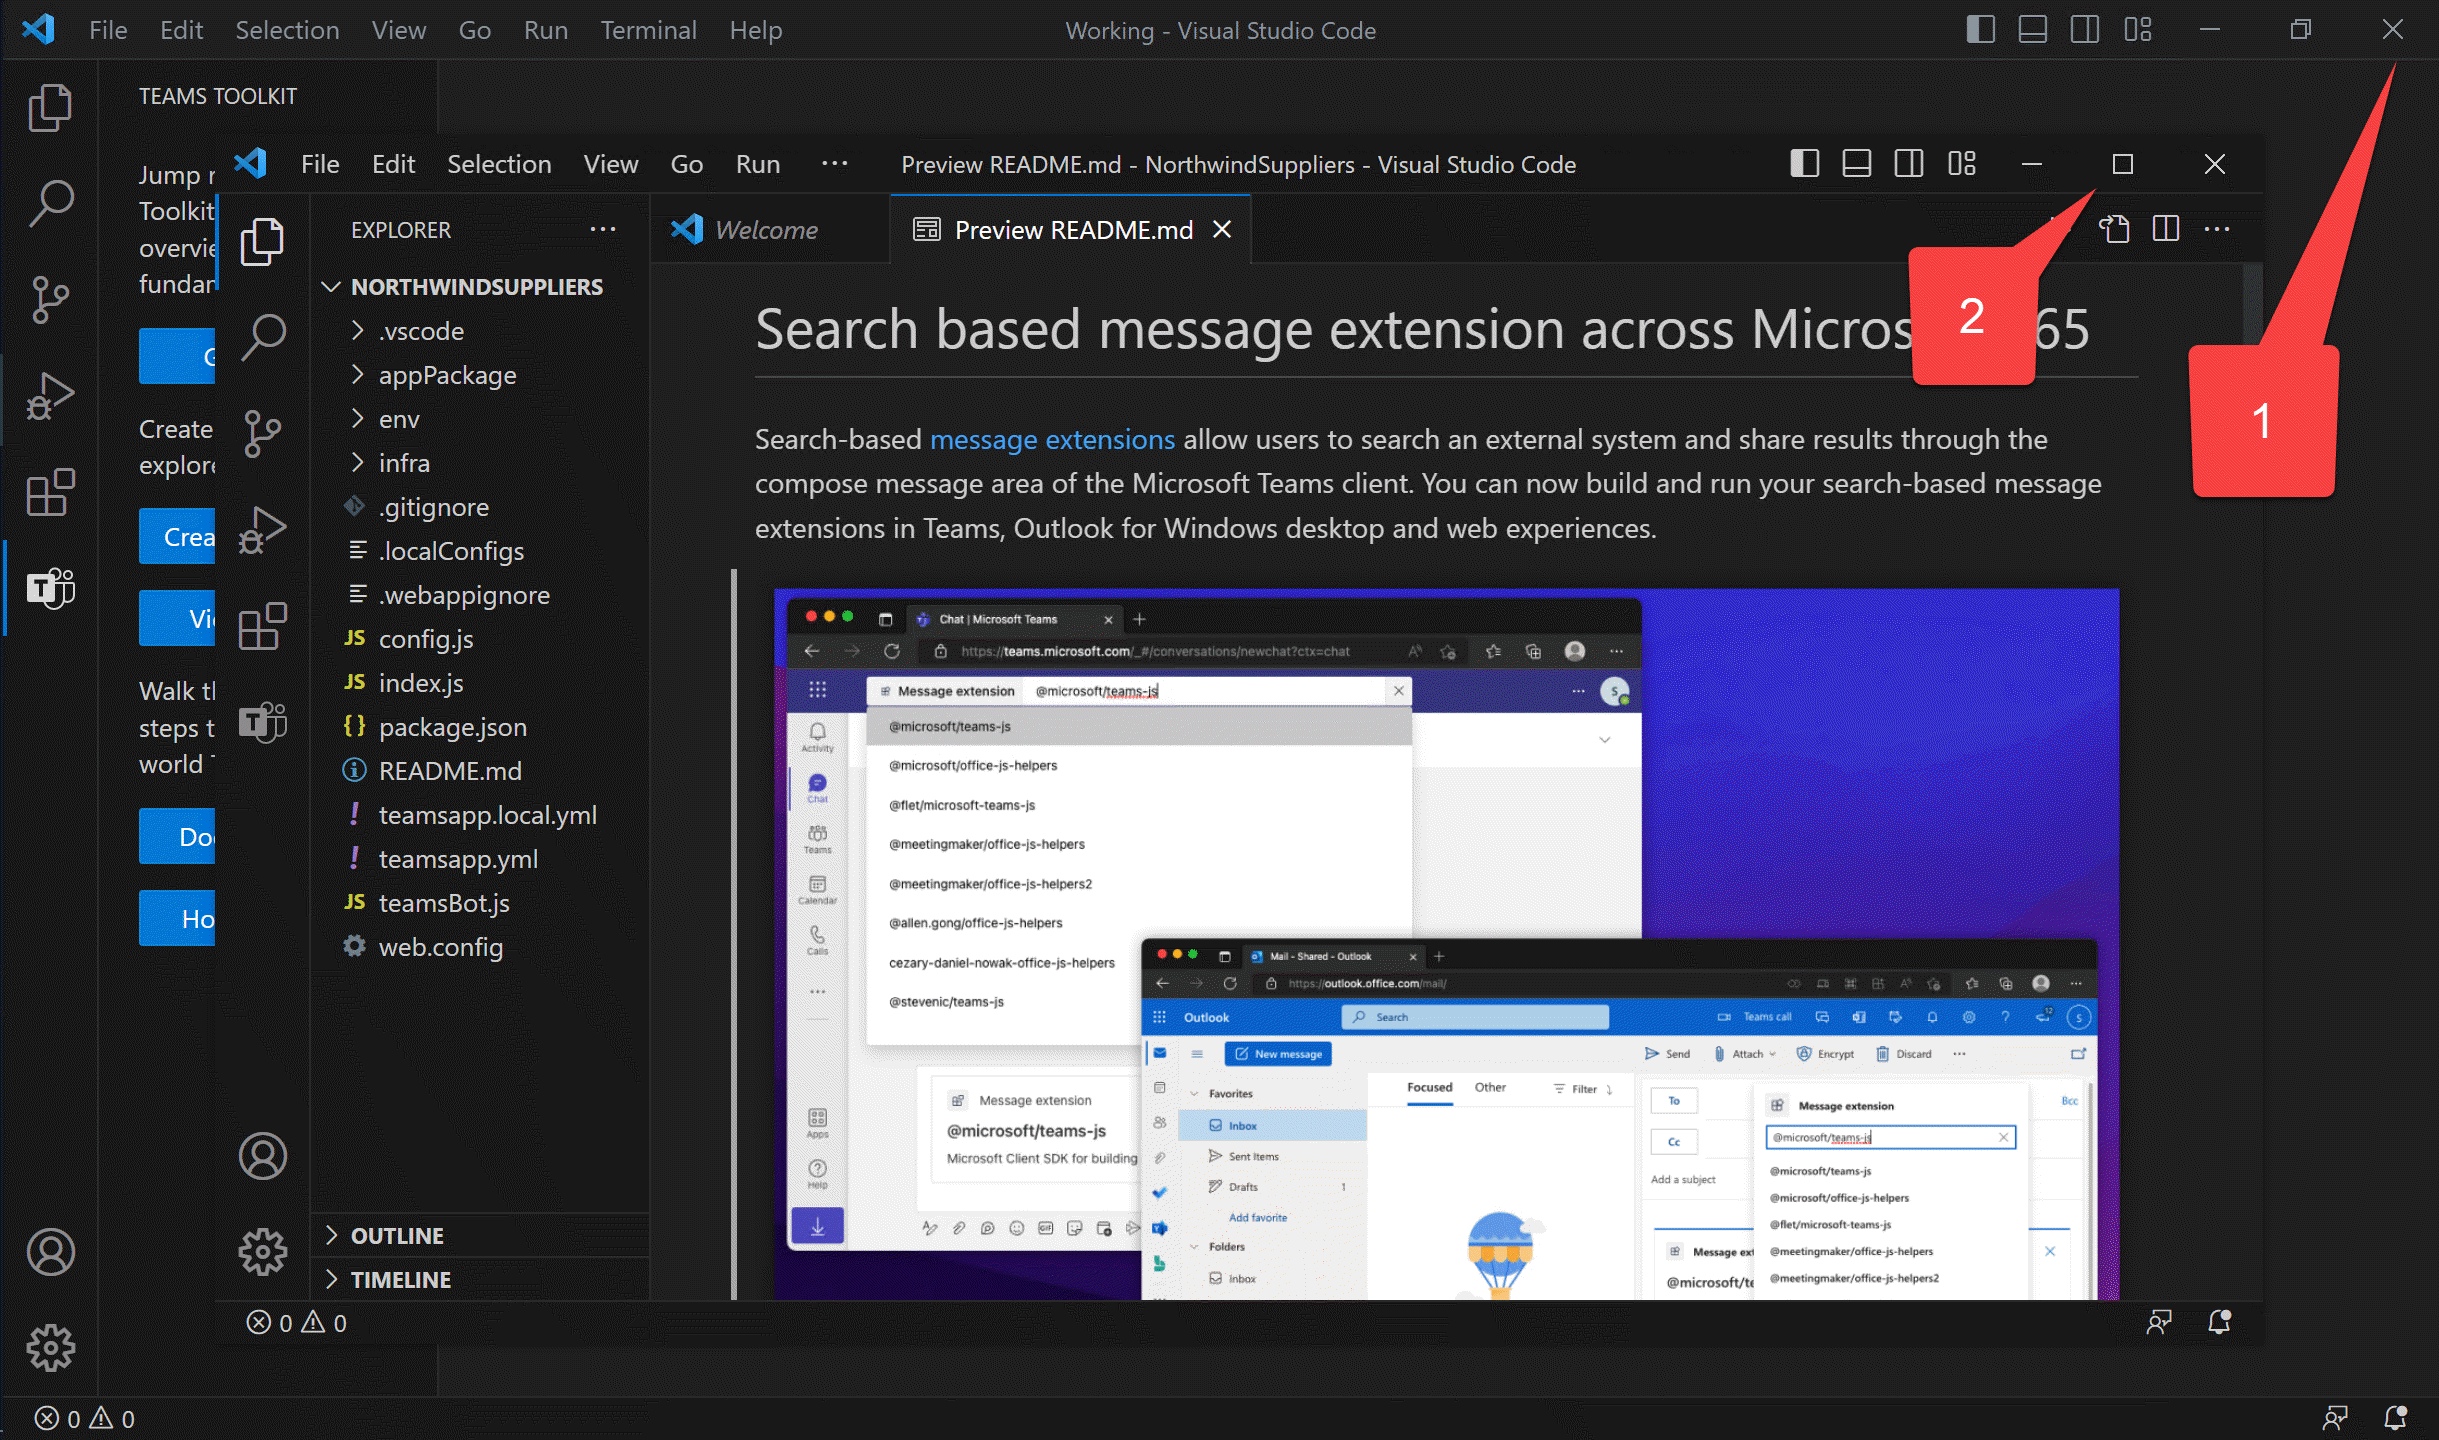 File Edit Selection View Go Run Terminal Help
Working - Visual Studio Code
TEAMS TOOLKIT
Jump r
Toolkit
overvie
fundar
G
Create
explore
Crea
Vie
Walk th
steps t
world
Doc
Ho
0 0
File Edit Selection View Go Run ...
Preview README.md - NorthwindSuppliers - Visual Studio Code
EXPLORER
NORTHWINDSUPPLIERS
.vscode
appPackage
env
infra
.gitignore
.localConfigs
.webappignore
JS config.js
JS index.js
{} package.json
README.md
! teamsapp.local.yml
! teamsapp.yml
JS teamsBot.js
web.config
OUTLINE
TIMELINE
0 0
Welcome
Preview README.md
2
1
Search based message extension across Micros 65
Search-based message extensions allow users to search an external system and share results through the
compose message area of the Microsoft Teams client. You can now build and run your search-based message
extensions in Teams, Outlook for Windows desktop and web experiences.
Chat | Microsoft Teams
https://teams.microsoft.com/_#/conversations/newchat?ctx=chat
Message extension @microsoft/teams-js
S
Activity
Chat
Teams
Calendar
Calls
Apps
Help
@microsoft/teams-js
@microsoft/office-js-helpers
@flet/microsoft-teams-js
@meetingmaker/office-js-helpers
@meetingmaker/office-js-helpers2
@allen.gong/office-js-helpers
cezary-daniel-nowak-office-js-helpers
@stevenic/teams-js
Message extension
@microsoft/teams-js
Microsoft Client SDK for building
Mail - Shared - Outlook
https://outlook.office.com/mail/
Outlook
Search
Teams call
12
S
New message
Send Attach Encrypt Discard
Favorites
Inbox
Sent Items
Drafts 1
Add favorite
Folders
Inbox
Focused Other Filter
To
Cc
Bcc
Add a subject
Message extension
@microsoft/teams-js
@microsoft/teams-js
@microsoft/office-js-helpers
@flet/microsoft-teams-js
@meetingmaker/office-js-helpers
@meetingmaker/office-js-helpers2
Message ext
@microsoft/te